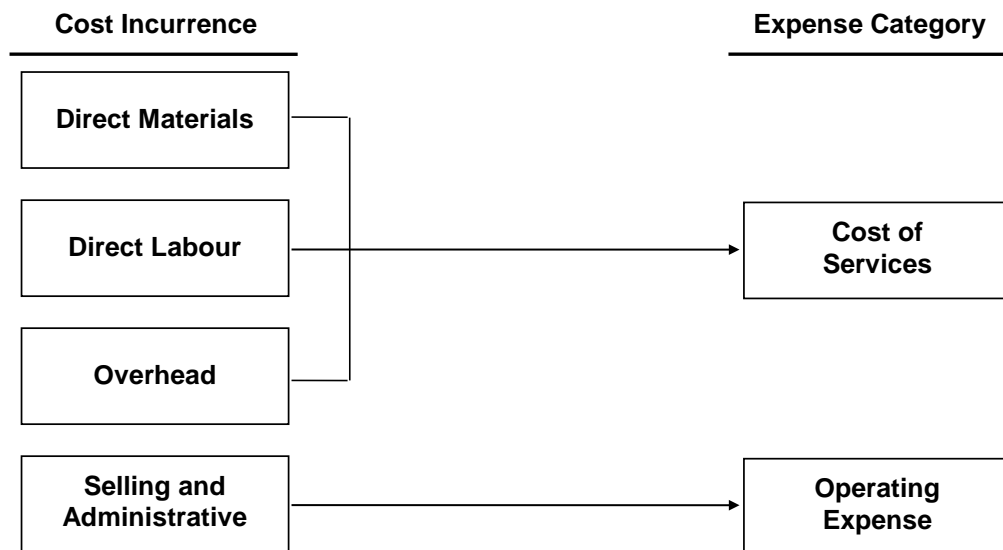 Cost Incurrence
Expense Category
Direct Materials
Direct Labour
Cost of
Services
Overhead
Selling and
Administrative
Operating
Expense